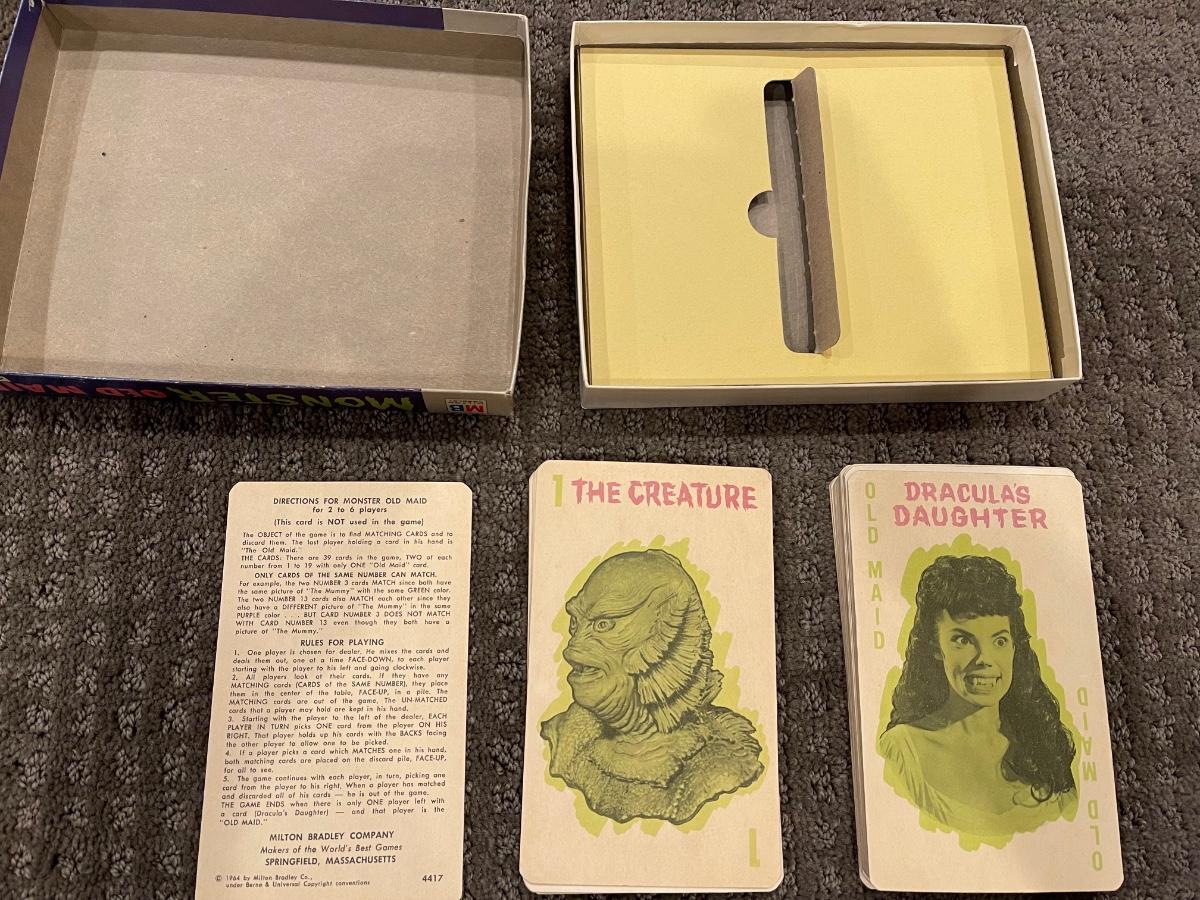 MONSTER OLD MAI
MB
DIRECTIONS FOR MONSTER OLD MAID
for 2 to 6 players
(This card is NOT used in the game)
The OBJECT of the game is to find MATCHING CARDS and to
discard them. The last player holding a card in his hand is
"The Old Maid."
THE CARDS: There are 39 cards in the game, TWO of each
number from 1 to 19 with only ONE "Old Maid" card.
ONLY CARDS OF THE SAME NUMBER CAN MATCH.
For example, the two NUMBER 3 cards MATCH since both have
the same picture of "The Mummy" with the same GREEN color.
The two NUMBER 13 cards also MATCH each other since they
also have a DIFFERENT picture of "The Mummy" in the same
PURPLE color . . . . BUT CARD NUMBER 3 DOES NOT MATCH
WITH CARD NUMBER 13 even though they both have a
picture of "The Mummy."
RULES FOR PLAYING
1. One player is chosen for dealer. He mixes the cards and
deals them out, one at a time FACE-DOWN, to each player
starting with the player to his left and going clockwise.
2. All players look at their cards. If they have any
MATCHING cards (CARDS OF THE SAME NUMBER), they place
them in the center of the table, FACE-UP, in a pile. The
MATCHING cards are out of the game. The UN-MATCHED
cards that a player may hold are kept in his hand.
3. Starting with the player to the left of the dealer, EACH
PLAYER IN TURN picks ONE card from the player ON HIS
RIGHT. That player holds up his cards with the BACKS facing
the other player to allow one to be picked.
4. If a player picks a card which MATCHES one in his hand,
both matching cards are placed on the discard pile, FACE-UP,
for all to see.
5. The game continues with each player, in turn, picking one
card from the player to his right. When a player has matched
and discarded all of his cards — he is out of the game.
THE GAME ENDS when there is only ONE player left with
a card (Dracula's Daughter) — and that player is the
"OLD MAID."
MILTON BRADLEY COMPANY
Makers of the World's Best Games
SPRINGFIELD, MASSACHUSETTS
© 1964 by Milton Bradley Co.,
under Berne & Universal Copyright conventions
4417
1 THE CREATURE
1
OLD MAID
DRACULA'S
DAUGHTER
OLD MAID